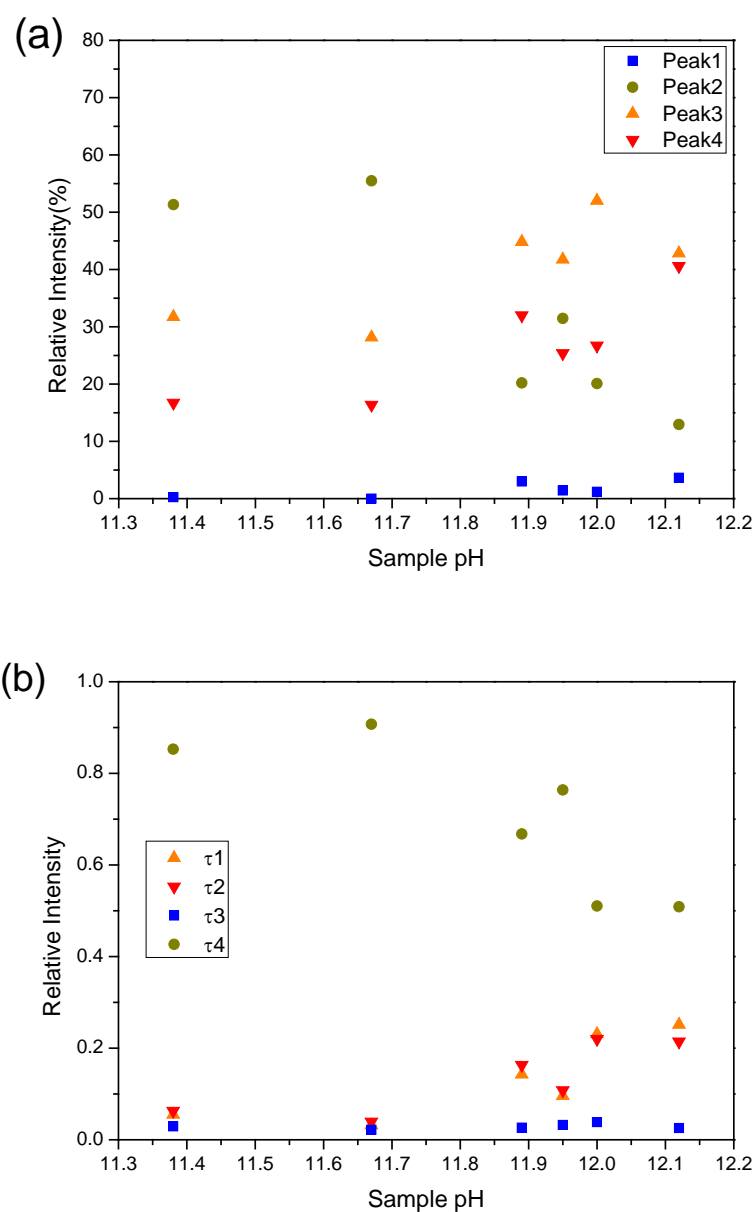 (a)
80
70
60
50
40
30
20
10
0
Relative Intensity(%)
Peak1
Peak2
Peak3
Peak4
11.3 11.4 11.5 11.6 11.7 11.8 11.9 12.0 12.1 12.2
Sample pH
(b)
1.0
0.8
0.6
0.4
0.2
0.0
Relative Intensity
τ1
τ2
τ3
τ4
11.3 11.4 11.5 11.6 11.7 11.8 11.9 12.0 12.1 12.2
Sample pH